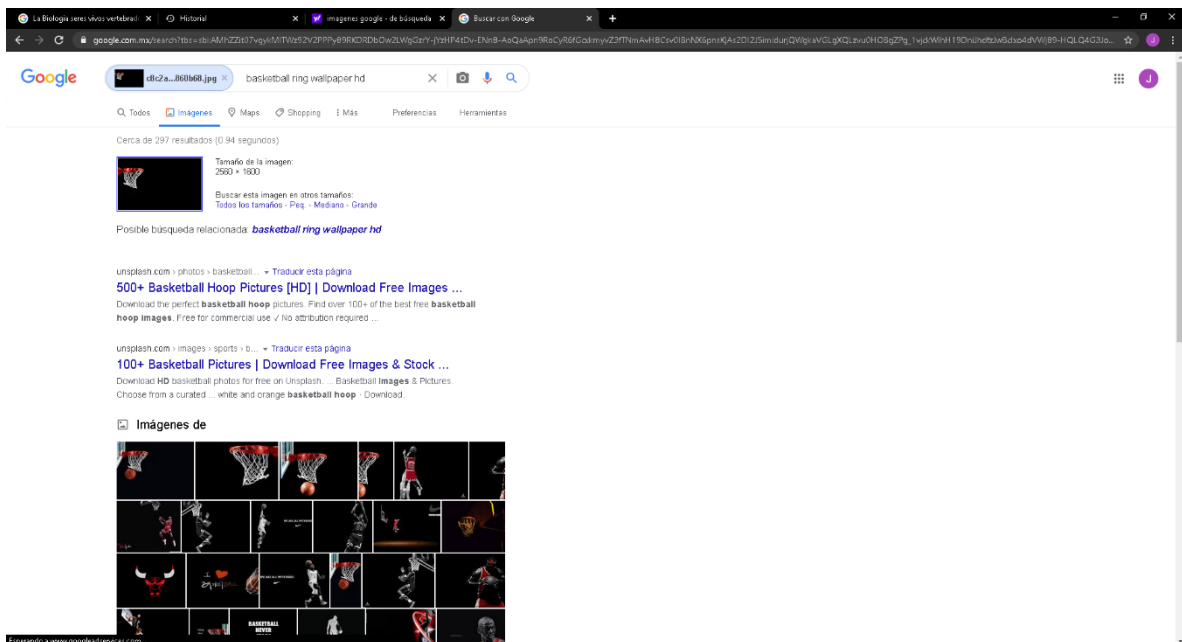 La Biología seres vivos vertebrad
Historial
imagenes google - de búsqueda
Buscar con Google
google.com.mx
Google
c8c2a...860b68.jpg
basketball ring wallpaper hd
J
Todos
Imágenes
Maps
Shopping
Más
Preferencias
Herramientas
Cerca de 297 resultados (0.94 segundos)
Tamaño de la imagen:
2560 × 1600
Buscar esta imagen en otros tamaños:
Todos los tamaños - Peq. - Mediano - Grande
Posible búsqueda relacionada: basketball ring wallpaper hd
unsplash.com › photos › basketball... Traducir esta página
500+ Basketball Hoop Pictures [HD] | Download Free Images ...
Download the perfect basketball hoop pictures. Find over 100+ of the best free basketball
hoop images. Free for commercial use ✓ No attribution required ...
unsplash.com › images › sports › b... Traducir esta página
100+ Basketball Pictures | Download Free Images & Stock ...
Download HD basketball photos for free on Unsplash. ... Basketball Images & Pictures.
Choose from a curated ... white and orange basketball hoop · Download.
Imágenes de
BASKETBALL
NEVER
Esperando a www.googleadservices.com...